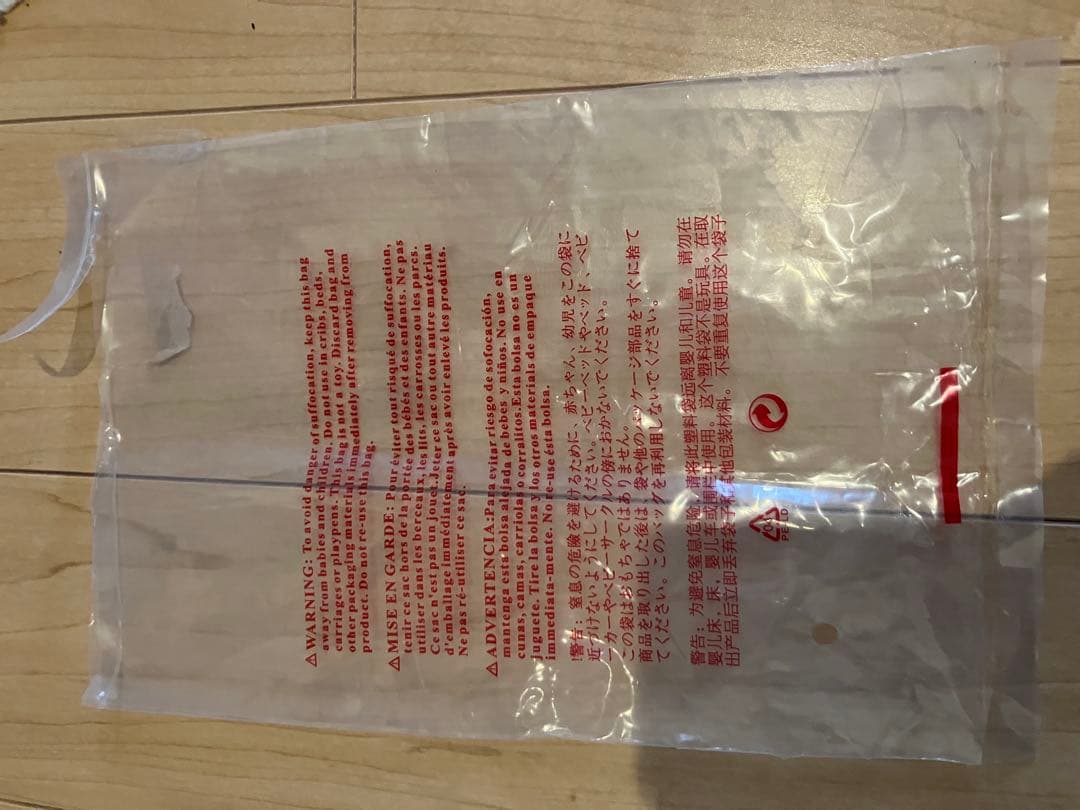 ⚠WARNING: To avoid danger of suffocation, keep this bag
away from babies and children. Do not use in cribs, beds,
carriages or playpens. This bag is not a toy. Discard bag and
other packaging materials immediately after removing from
product. Do not re-use this bag.
⚠MISE EN GARDE: Pour éviter tout risqué de suffocation,
tenir ce sac hors de la portée des bébés et des enfants. Ne pas
utiliser dans les berceaux, les lits, les carrosses ou les parcs.
Ce sac n'est pas un jouet. Jeter ce sac ou tout autre matériau
d'emballage immédiatement après avoir enlevé les produits.
Ne pas ré-utiliser ce sac.
⚠ADVERTENCIA: Para evitar riesgo de sofocación,
mantenga esta bolsa alejada de bebes y niños. No use en
cunas, camas, carriolas o corralitos. Esta bolsa no es un
juguete. Tire la bolsa y los otros materials de empaque
immediata-mente. No re-use ésta bolsa.
!警告：窒息の危険を避けるために、赤ちゃん、幼児をこの袋に
近づけないようにしてください。ベビーベッドやベッド、ベビ
ーカーやベビーサークルの傍におかないでください。
この袋はおもちゃではありません。
商品を取り出した後は、袋や他のパッケージ部品をすぐに捨て
てください。このバッグを再利用しないでください。
警告：为避免窒息危险，请将此塑料袋远离婴儿和儿童。请勿在
婴儿床，床，婴儿车或围栏中使用。这个塑料袋不是玩具。在取
出产品后立即丢弃袋子和其他包装材料。不要重复使用这个袋子
04
PE-LD